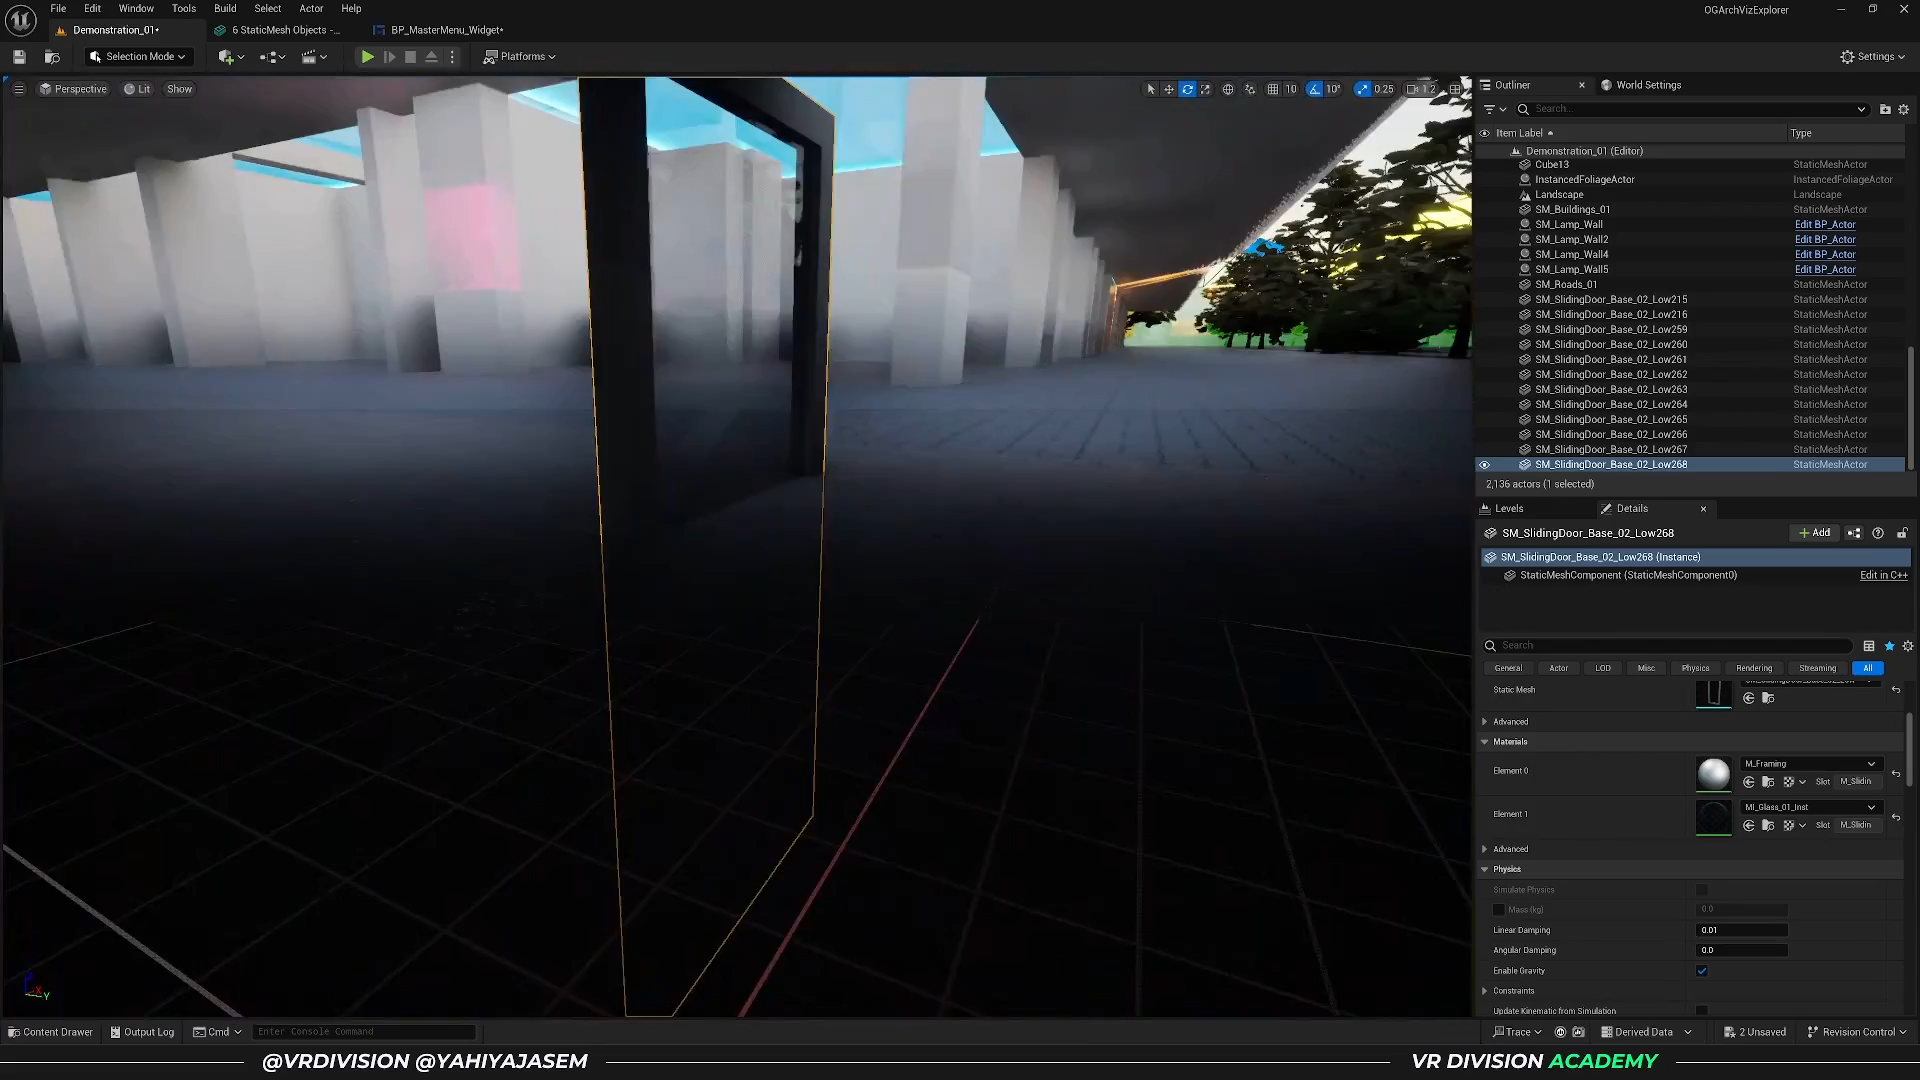 File Edit Window Tools Build Select Actor Help
OGArchVizExplorer
Demonstration_01*
6 StaticMesh Objects -...
BP_MasterMenu_Widget*
Selection Mode
Platforms
Settings
Perspective Lit Show
10 10° 0.25 1.2
Outliner
World Settings
Search...
Item Label Type
Demonstration_01 (Editor)
Cube13 StaticMeshActor
InstancedFoliageActor InstancedFoliageActor
Landscape Landscape
SM_Buildings_01 StaticMeshActor
SM_Lamp_Wall Edit BP_Actor
SM_Lamp_Wall2 Edit BP_Actor
SM_Lamp_Wall4 Edit BP_Actor
SM_Lamp_Wall5 Edit BP_Actor
SM_Roads_01 StaticMeshActor
SM_SlidingDoor_Base_02_Low215 StaticMeshActor
SM_SlidingDoor_Base_02_Low216 StaticMeshActor
SM_SlidingDoor_Base_02_Low259 StaticMeshActor
SM_SlidingDoor_Base_02_Low260 StaticMeshActor
SM_SlidingDoor_Base_02_Low261 StaticMeshActor
SM_SlidingDoor_Base_02_Low262 StaticMeshActor
SM_SlidingDoor_Base_02_Low263 StaticMeshActor
SM_SlidingDoor_Base_02_Low264 StaticMeshActor
SM_SlidingDoor_Base_02_Low265 StaticMeshActor
SM_SlidingDoor_Base_02_Low266 StaticMeshActor
SM_SlidingDoor_Base_02_Low267 StaticMeshActor
SM_SlidingDoor_Base_02_Low268 StaticMeshActor
2,136 actors (1 selected)
Levels
Details
SM_SlidingDoor_Base_02_Low268
Add
SM_SlidingDoor_Base_02_Low268 (Instance)
StaticMeshComponent (StaticMeshComponent0) Edit in C++
Search
General Actor LOD Misc Physics Rendering Streaming All
Static Mesh
Advanced
Materials
Element 0 M_Framing
Slot M_Slidin
Element 1 MI_Glass_01_Inst
Slot M_Slidin
Advanced
Physics
Simulate Physics
Mass (kg) 0.0
Linear Damping 0.01
Angular Damping 0.0
Enable Gravity
Constraints
Update Kinematic from Simulation
X Y
Content Drawer Output Log Cmd Enter Console Command
Trace Derived Data 2 Unsaved Revision Control
@VRDIVISION @YAHIYAJASEM
VR DIVISION ACADEMY